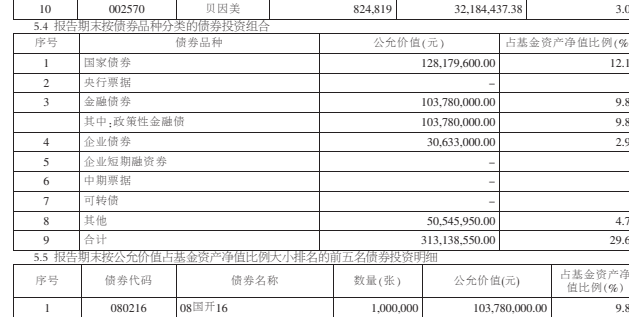 10 002570 贝因美 824,819 32,184,437.38 3.0
5.4 报告期末按债券品种分类的债券投资组合
序号 债券品种 公允价值(元) 占基金资产净值比例(%
1 国家债券 128,179,600.00 12.1
2 央行票据 –
3 金融债券 103,780,000.00 9.8
其中:政策性金融债 103,780,000.00 9.8
4 企业债券 30,633,000.00 2.9
5 企业短期融资券 –
6 中期票据 –
7 可转债 –
8 其他 50,545,950.00 4.7
9 合计 313,138,550.00 29.6
5.5 报告期末按公允价值占基金资产净值比例大小排名的前五名债券投资明细
序号 债券代码 债券名称 数量(张) 公允价值(元) 占基金资产净
值比例(%)
1 080216 08国开16 1,000,000 103,780,000.00 9.8